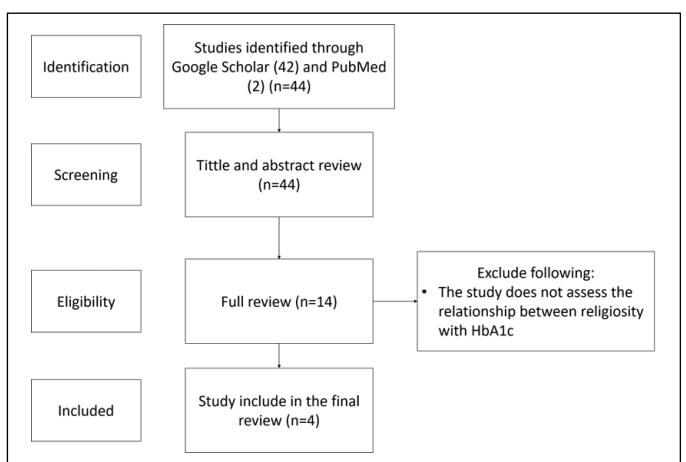 Identification
Studies identified through
Google Scholar (42) and PubMed
(2) (n=44)
Screening
Tittle and abstract review
(n=44)
Eligibility
Full review (n=14)
Exclude following:
• The study does not assess the
relationship between religiosity
with HbA1c
Included
Study include in the final
review (n=4)